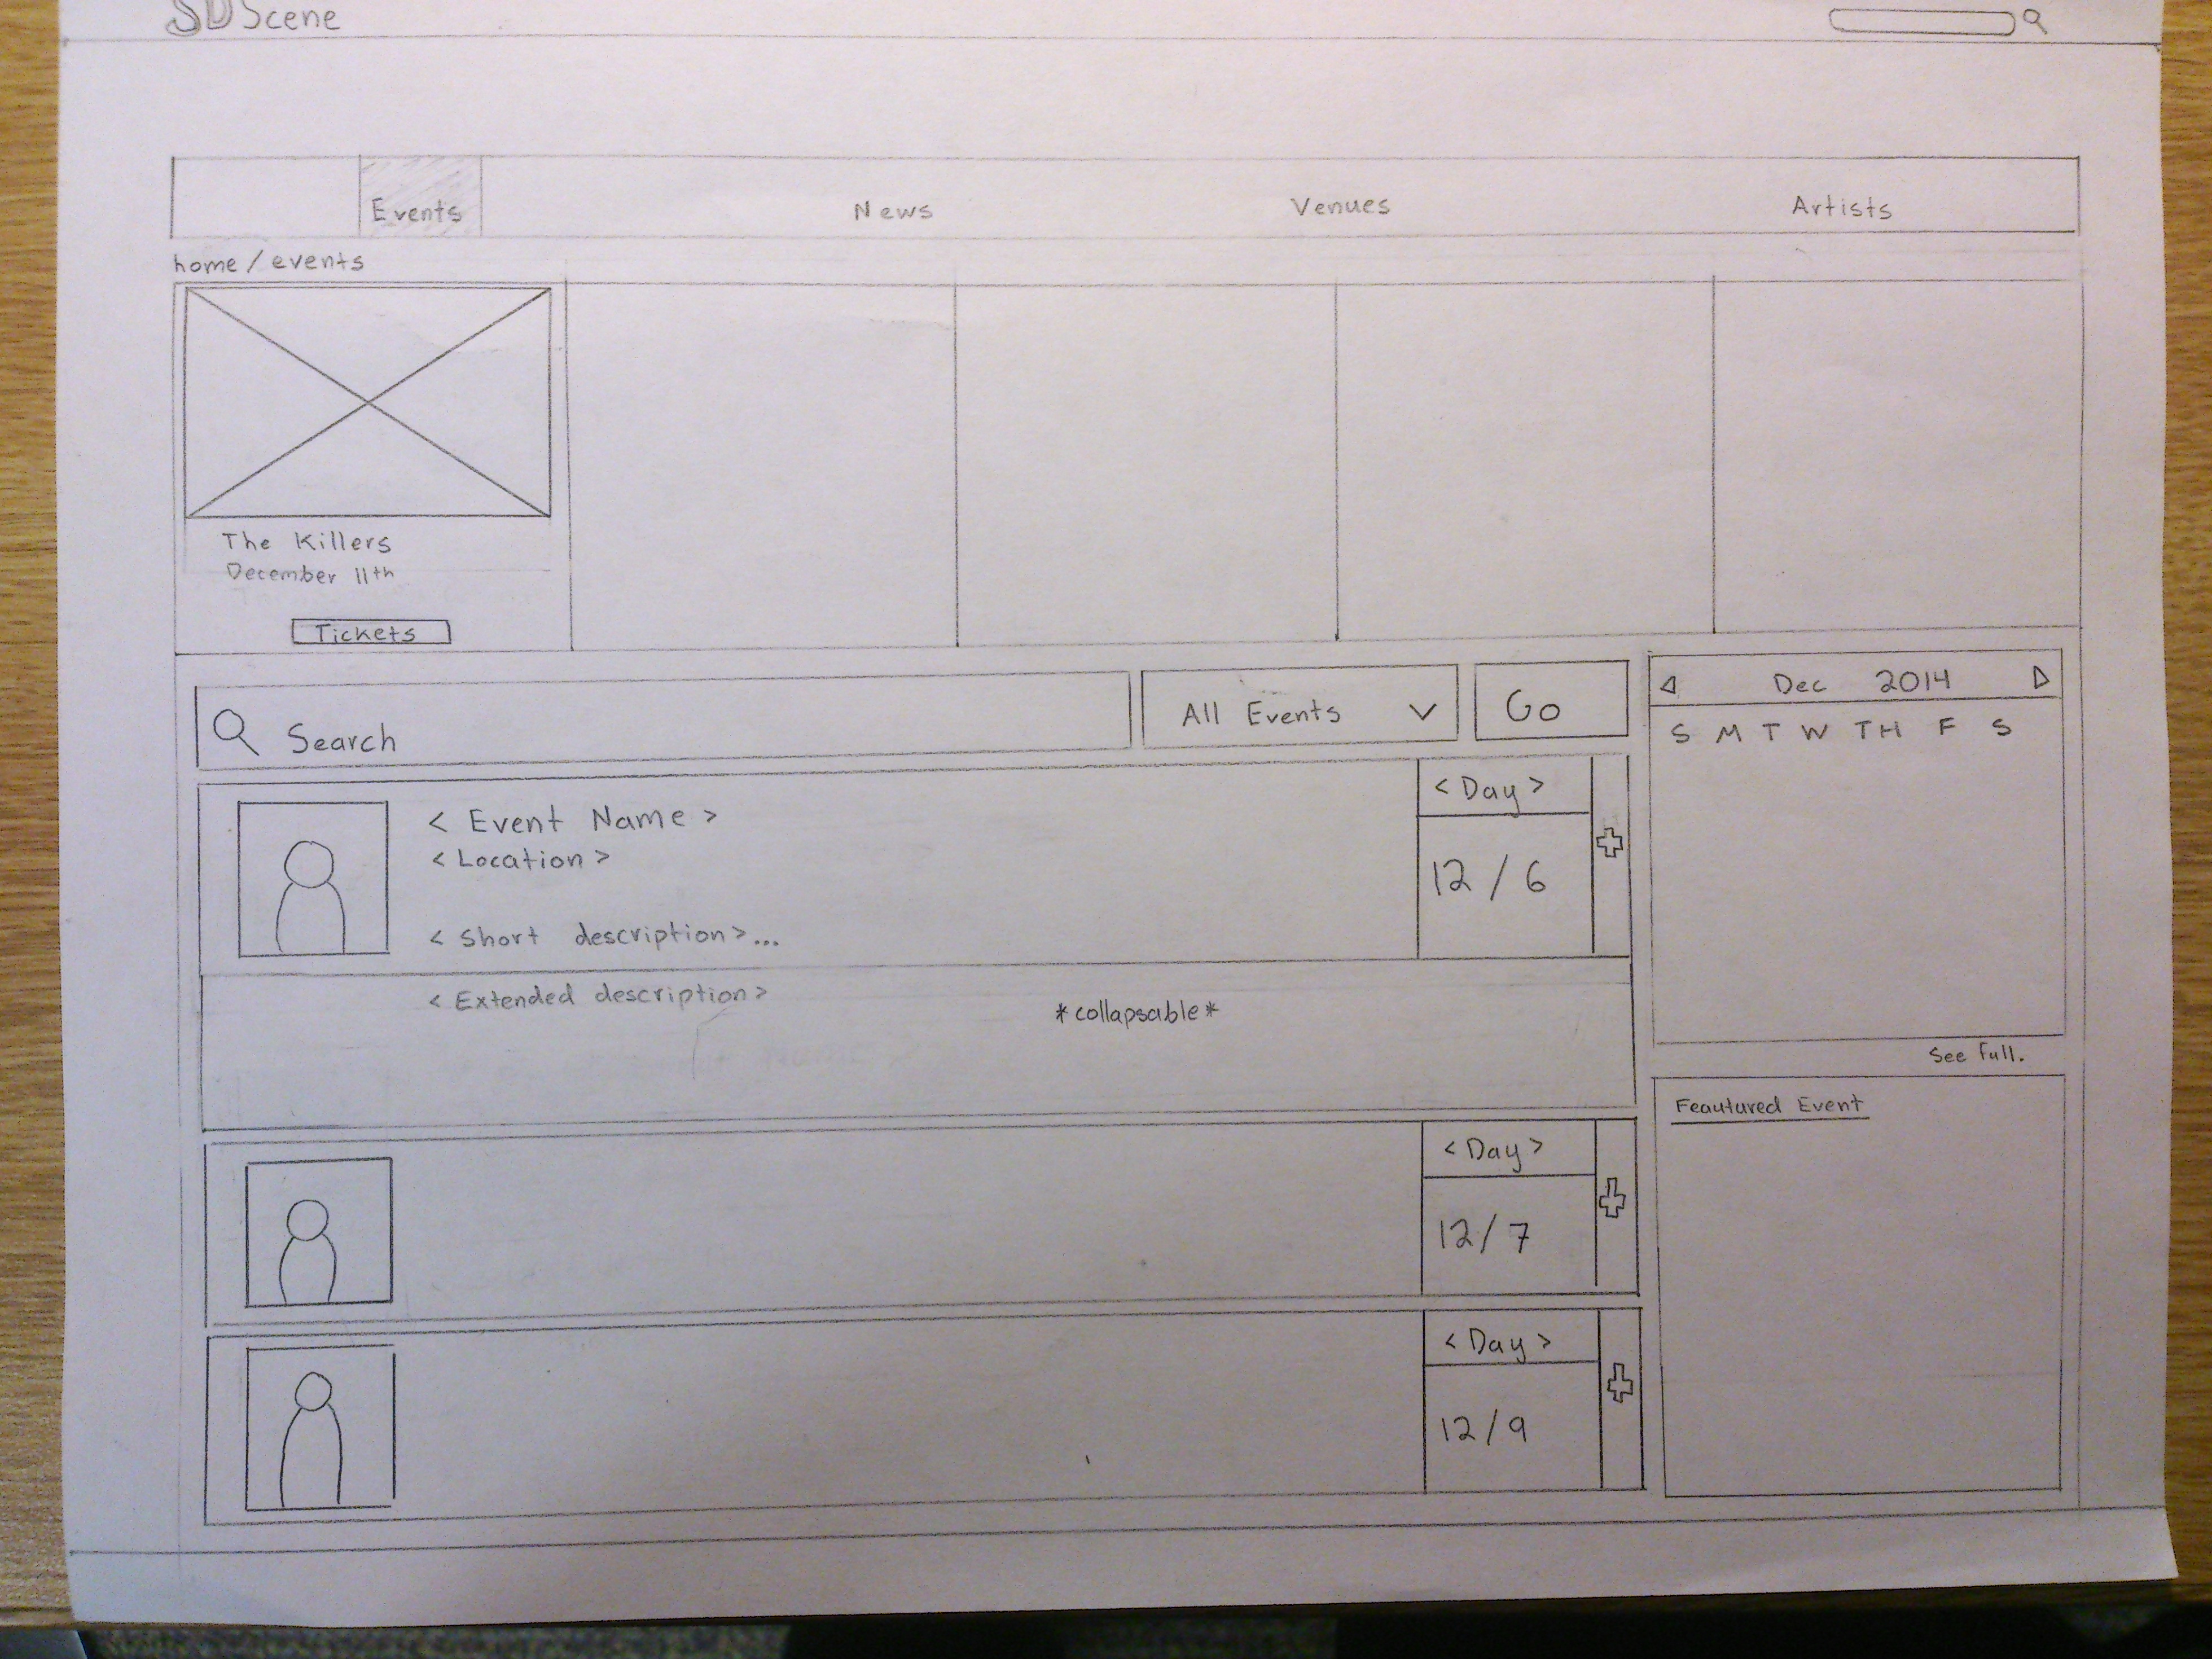 SDScene
Events News Venues Artists
home / events
The Killers
December 11th
Tickets
Search
All Events
Go
Dec 2014
S M T W TH F S
< Event Name >
< Location >
< Short description>...
< Day >
12 / 6
< Extended description>
*collapsable*
See full.
Feautured Event
< Day >
12/7
< Day >
12/9